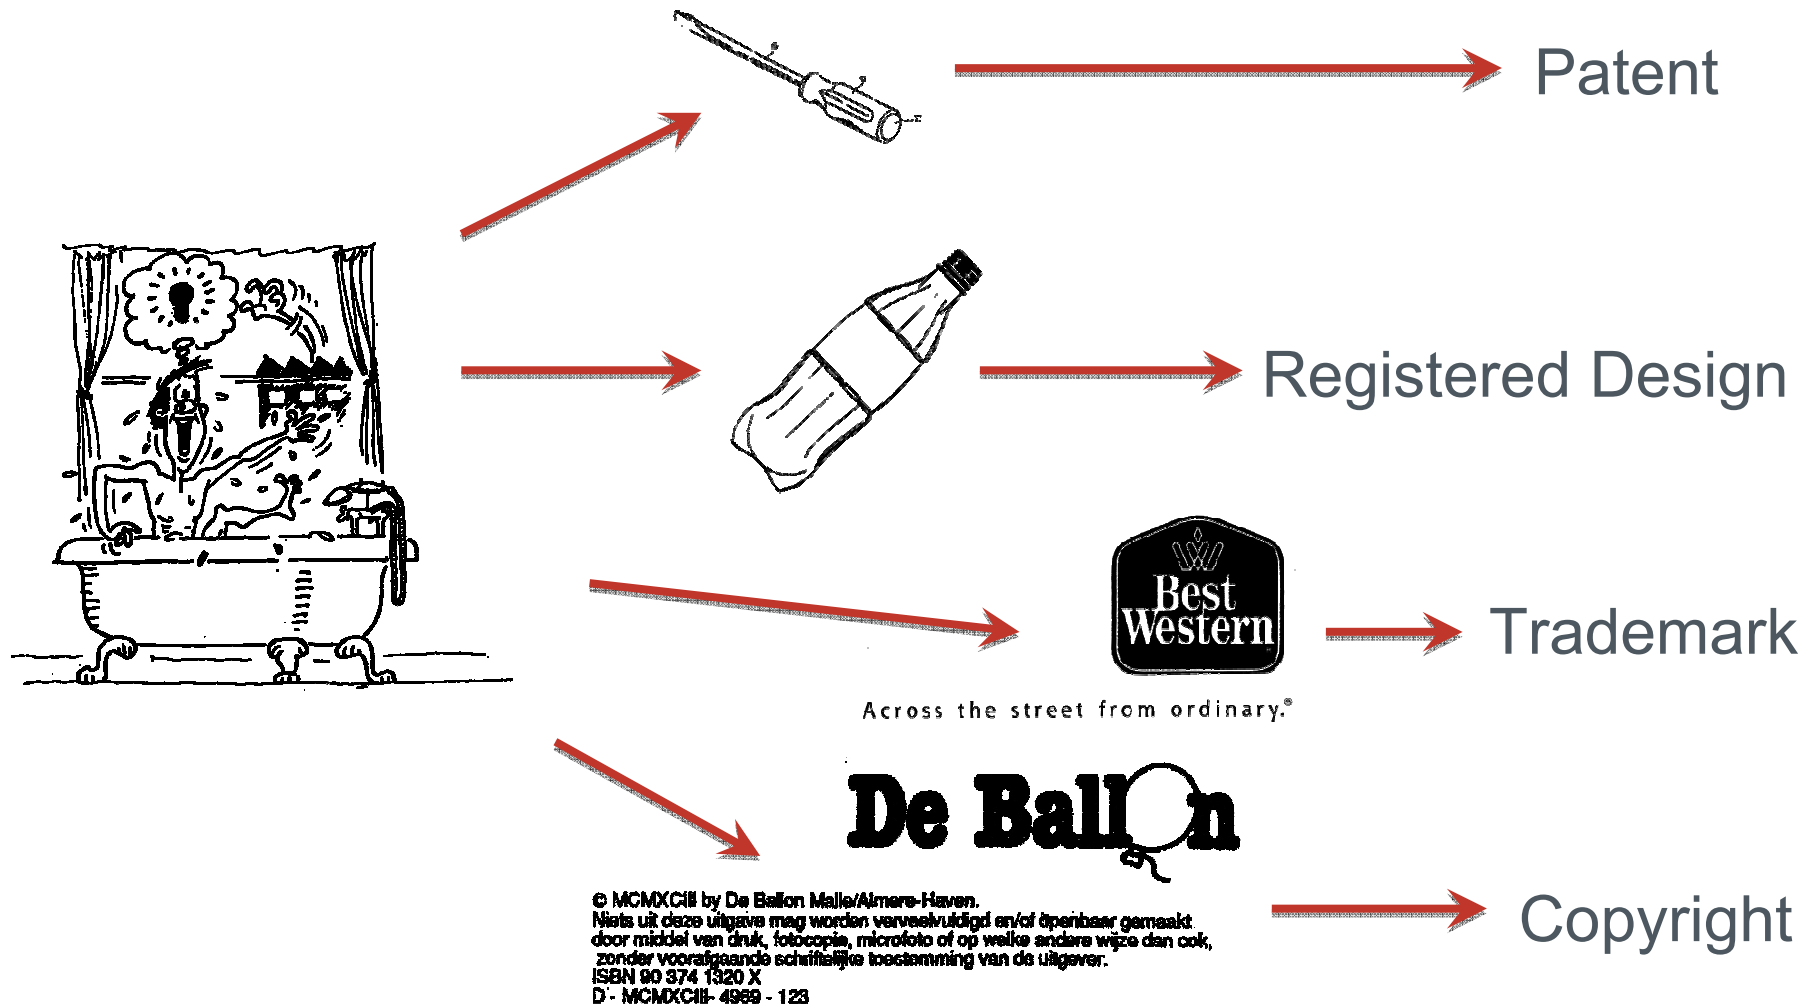 Patent
Registered Design
Best
Western
Trademark
Across the street from ordinary.®
De Ballon
© MCMXCIII by De Ballon Malle/Almere-Haven.
Niets uit deze uitgave mag worden verveelvuldigd en/of openbaar gemaakt
door middel van druk, fotocopie, microfoto of op welke andere wijze dan ook,
zonder voorafgaande schriftelijke toestemming van de uitgever.
ISBN 90 374 1320 X
D - MCMXCIII- 4969 - 123
Copyright